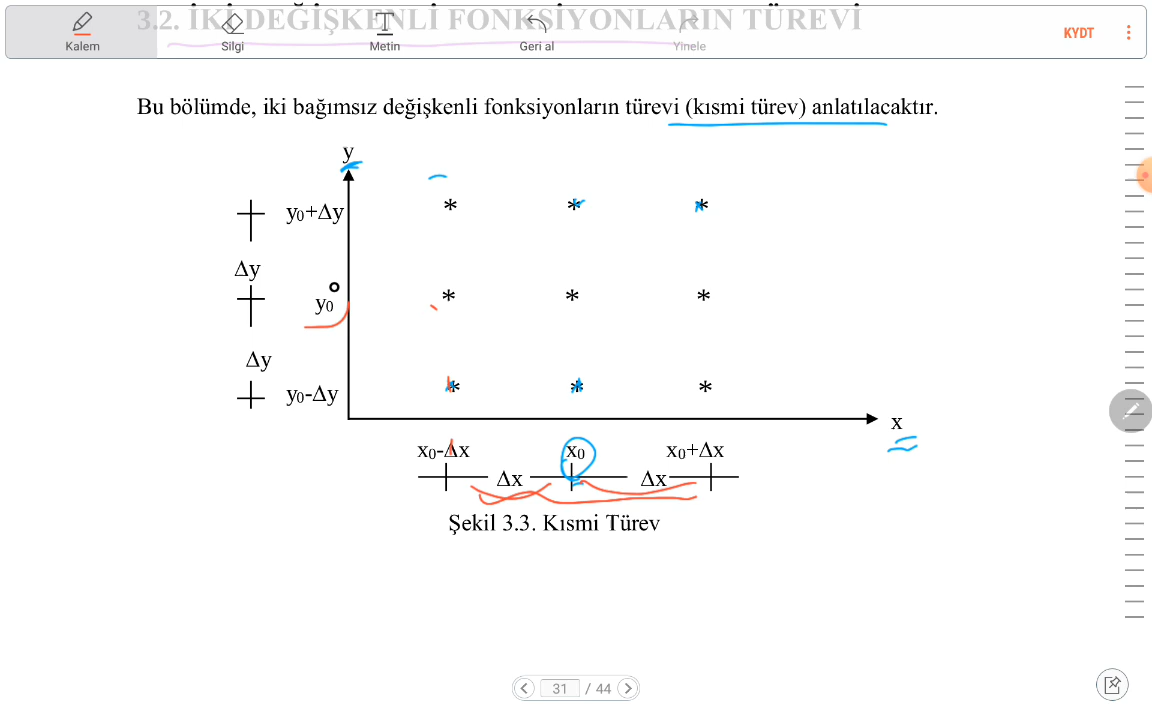 3.2. İKİ DEĞİŞKENLİ FONKSİYONLARIN TÜREVİ
Kalem
Silgi
Metin
Geri al
Yinele
KYDT
Bu bölümde, iki bağımsız değişkenli fonksiyonların türevi (kısmi türev) anlatılacaktır.
y
y₀+Δy
* * *
Δy
y₀
* * *
Δy
y₀-Δy
* * *
x
x₀-Δx x₀ x₀+Δx
Δx Δx
Şekil 3.3. Kısmi Türev
31 / 44